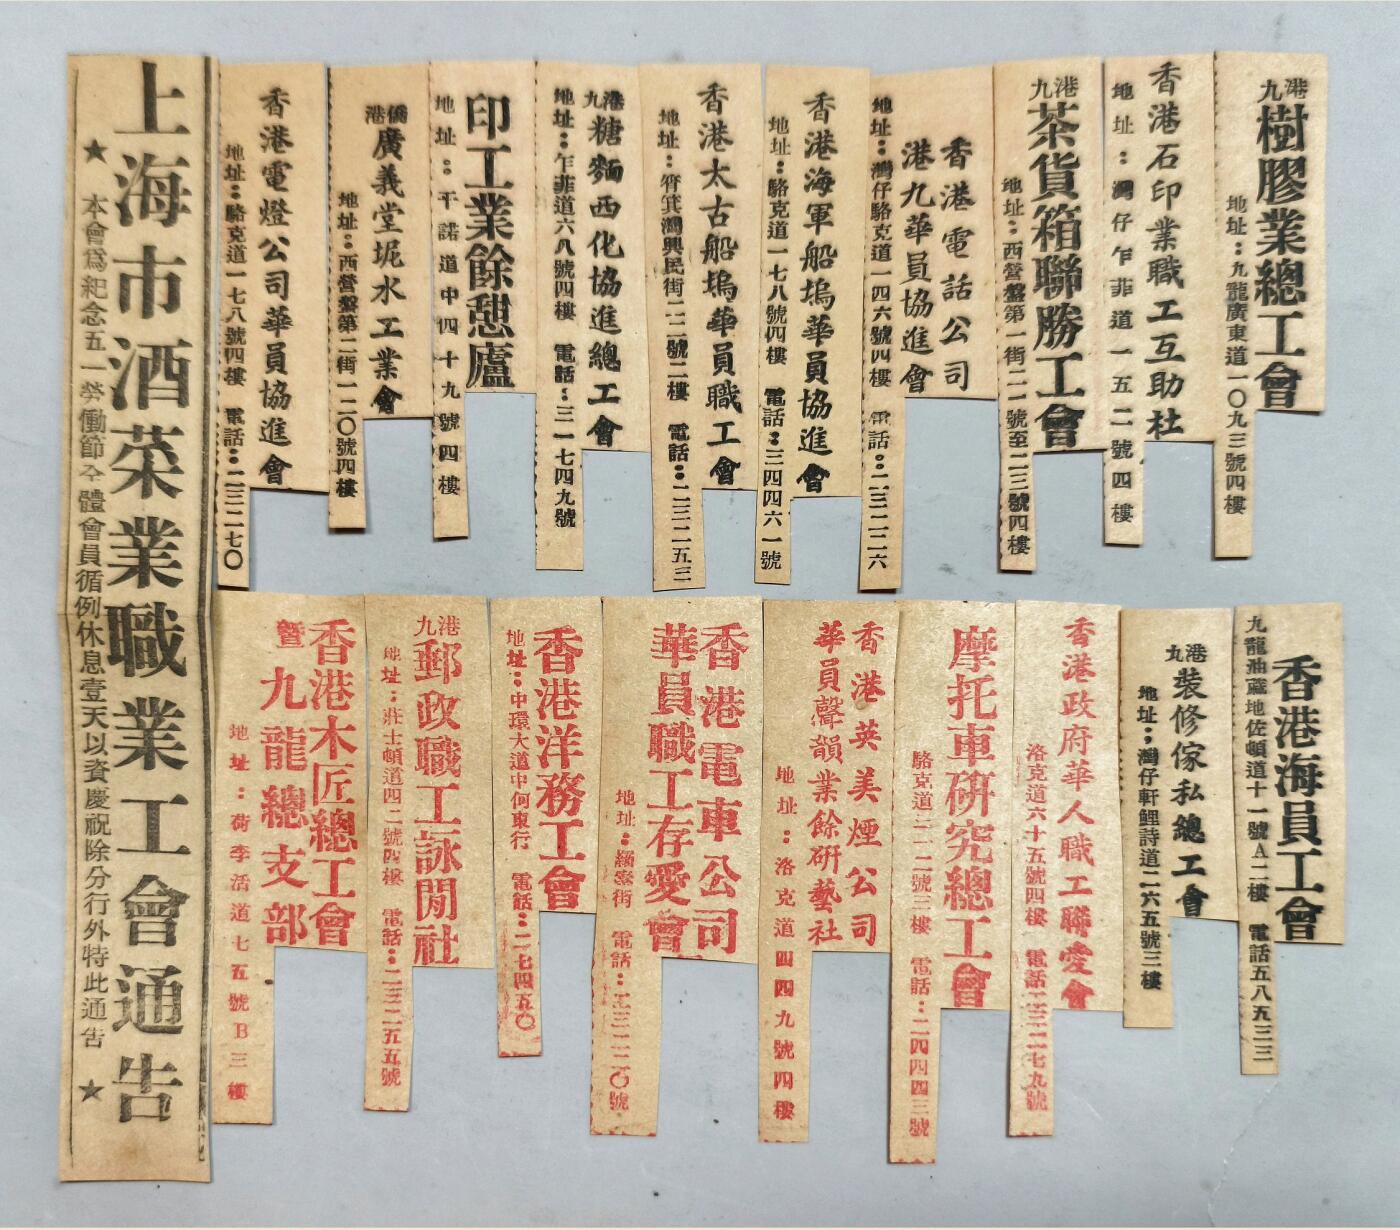 上海市酒菜業職業工會通告
★ 本會爲紀念五一勞働節全體會員循例休息壹天以資慶祝除分行外特此通告 ★
港九
樹膠業總工會
地址：九龍廣東道一〇九三號四樓
香港石印業職工互助社
地址：灣仔乍菲道一五二號四樓
港九
茶貨箱聯勝工會
地址：西營盤第一街二一號至二三號四樓
香港電話公司
港九華員協進會
地址：灣仔駱克道一四六號四樓 電話：二三二二六
香港海軍船塢華員協進會
地址：駱克道一七八號四樓 電話：三四四六一號
香港太古船塢華員職工會
地址：筲箕灣興民街二二號二樓 電話：二三二五三
港九
糖麵西化協進總工會
地址：乍菲道六八號四樓 電話：三一七四九號
印工業餘憇廬
地址：干諾道中四十九號四樓
僑港
廣義堂坭水工業會
地址：西營盤第二街一二〇號四樓
香港電燈公司華員協進會
地址：駱克道一七八號四樓 電話：二三二七〇
香港海員工會
九龍油蔴地佐頓道十一號A二樓 電話五八五三三
港九
裝修傢私總工會
地址：灣仔軒鯉詩道二六五號三樓
香港政府華人職工聯愛會
洛克道六十五號四樓 電話二三二七九號
摩托車研究總工會
駱克道二一二號三樓 電話：二四四四三號
香港英美煙公司
華員聲韻業餘研藝社
地址：洛克道四四九號四樓
香港電車公司
華員職工存愛會
地址：緬寧街 電話：二三二二〇號
香港洋務工會
地址：中環大道中何東行 電話：二七四五〇
港九
郵政職工詠閒社
地址：莊士頓道四二號四樓 電話：二三二五五號
香港木匠總工會
暨九龍總支部
地址：荷李活道七五號B三樓